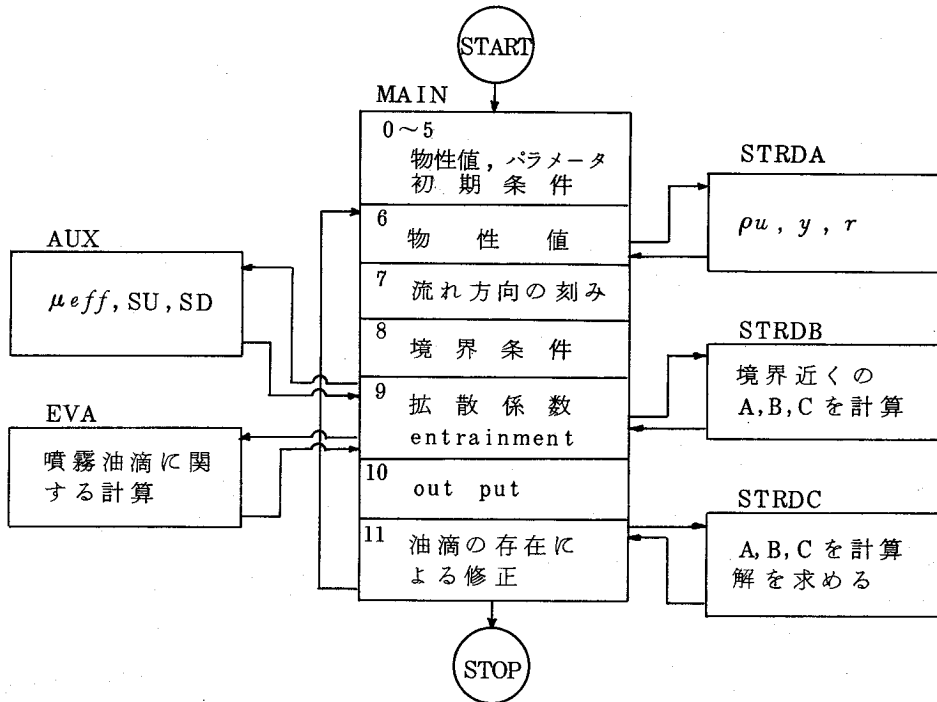 START
MAIN
0～5
物性値，パラメータ
初期条件
6
物性値
7
流れ方向の刻み
8
境界条件
9
拡散係数
entrainment
10
out put
11
油滴の存在に
よる修正
STOP
AUX
μeff, SU, SD
EVA
噴霧油滴に関
する計算
STRDA
ρu, y, r
STRDB
境界近くの
A, B, Cを計算
STRDC
A, B, Cを計算
解を求める